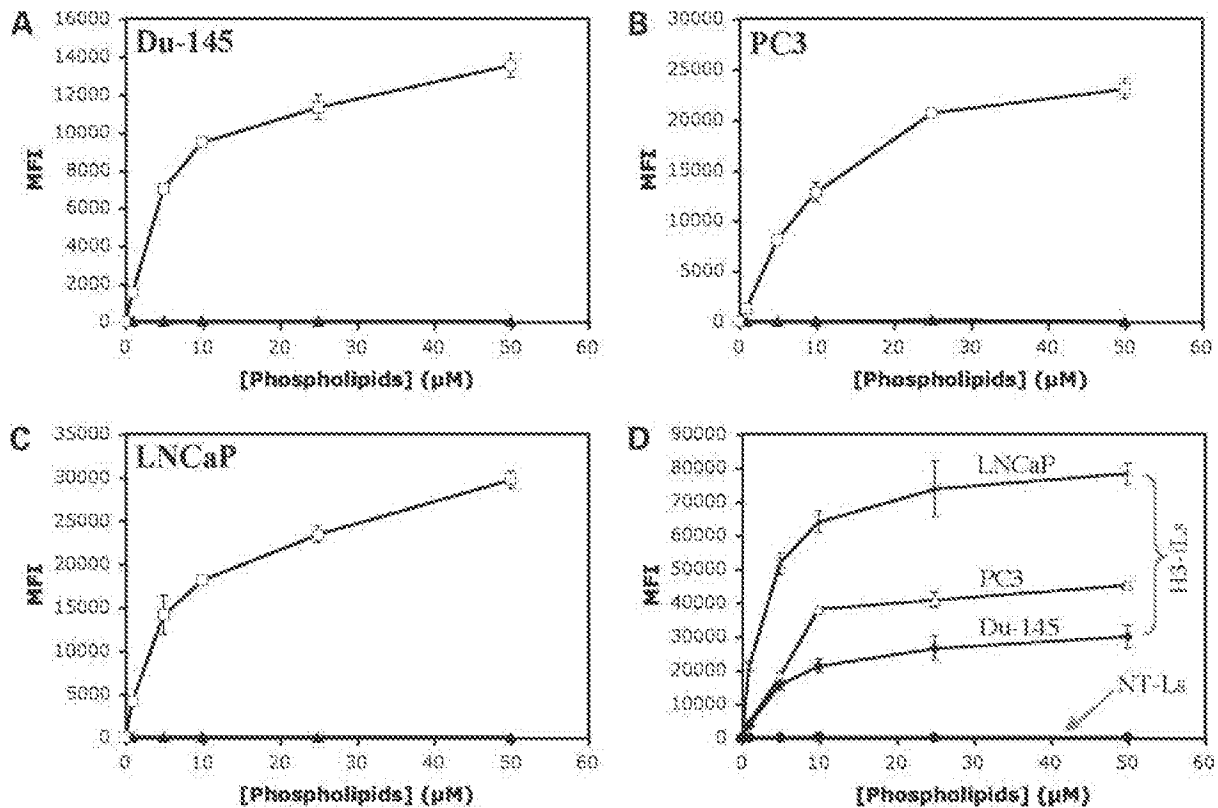 A
Du-145
MFI
16000
14000
12000
10000
8000
6000
4000
2000
0
0 10 20 30 40 50 60
[Phospholipids] (µM)
B
PC3
MFI
30000
25000
20000
15000
10000
5000
0
0 10 20 30 40 50 60
[Phospholipids] (µM)
C
LNCaP
MFI
35000
30000
25000
20000
15000
10000
5000
0
0 10 20 30 40 50 60
[Phospholipids] (µM)
D
MFI
90000
80000
70000
60000
50000
40000
30000
20000
10000
0
LNCaP
PC3
Du-145
NT-Ls
0 10 20 30 40 50 60
[Phospholipids] (µM)